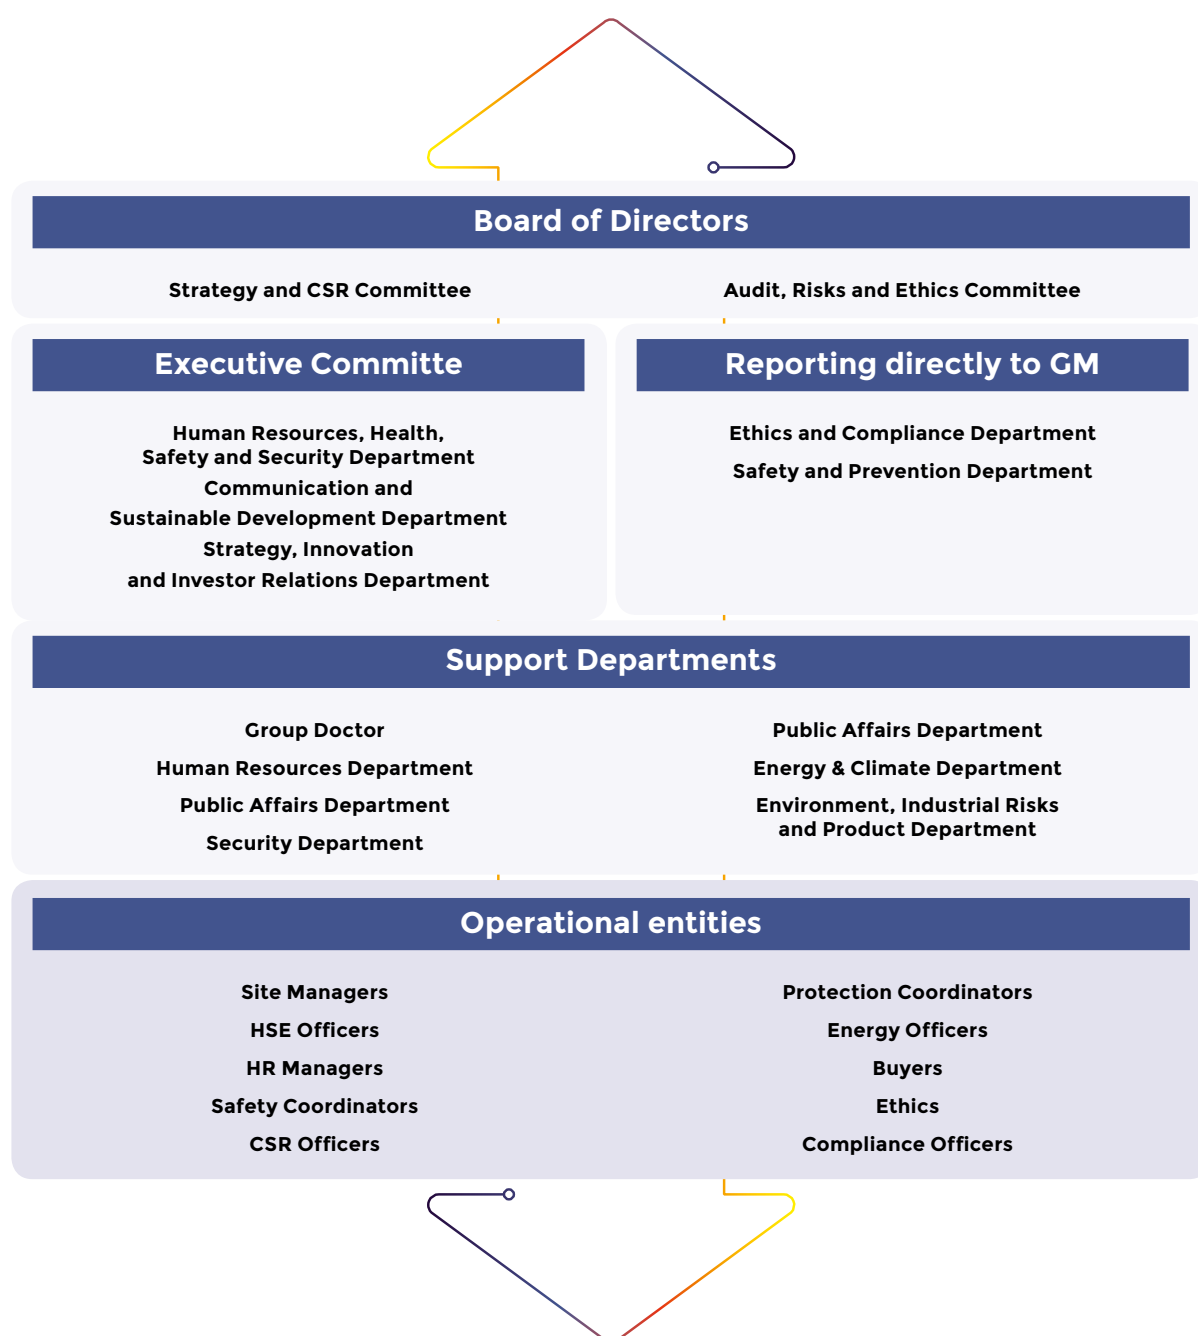 Board of Directors
Strategy and CSR Committee
Audit, Risks and Ethics Committee
Executive Committe
Human Resources, Health,
Safety and Security Department
Communication and
Sustainable Development Department
Strategy, Innovation
and Investor Relations Department
Reporting directly to GM
Ethics and Compliance Department
Safety and Prevention Department
Support Departments
Group Doctor
Human Resources Department
Public Affairs Department
Security Department
Public Affairs Department
Energy & Climate Department
Environment, Industrial Risks
and Product Department
Operational entities
Site Managers
HSE Officers
HR Managers
Safety Coordinators
CSR Officers
Protection Coordinators
Energy Officers
Buyers
Ethics
Compliance Officers